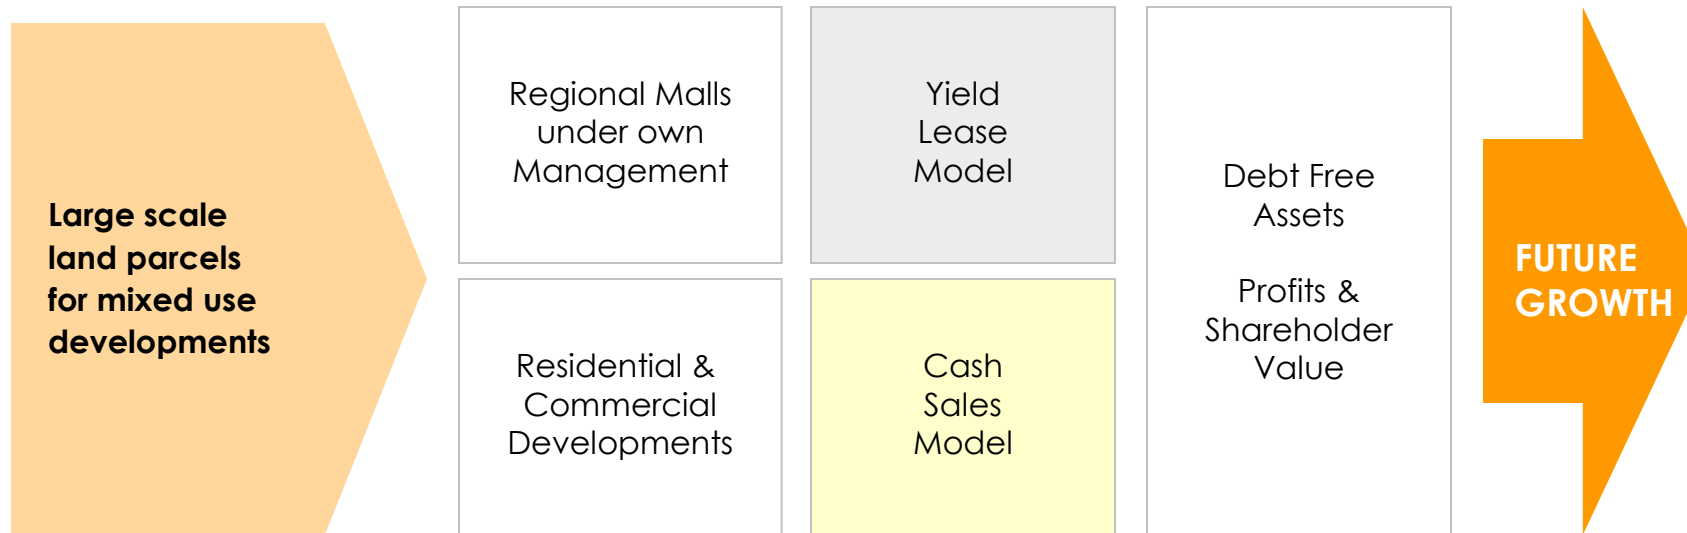 Large scale
land parcels
for mixed use
developments
Regional Malls
under own
Management
Yield
Lease
Model
Residential &
Commercial
Developments
Cash
Sales
Model
Debt Free
Assets
Profits &
Shareholder
Value
FUTURE
GROWTH